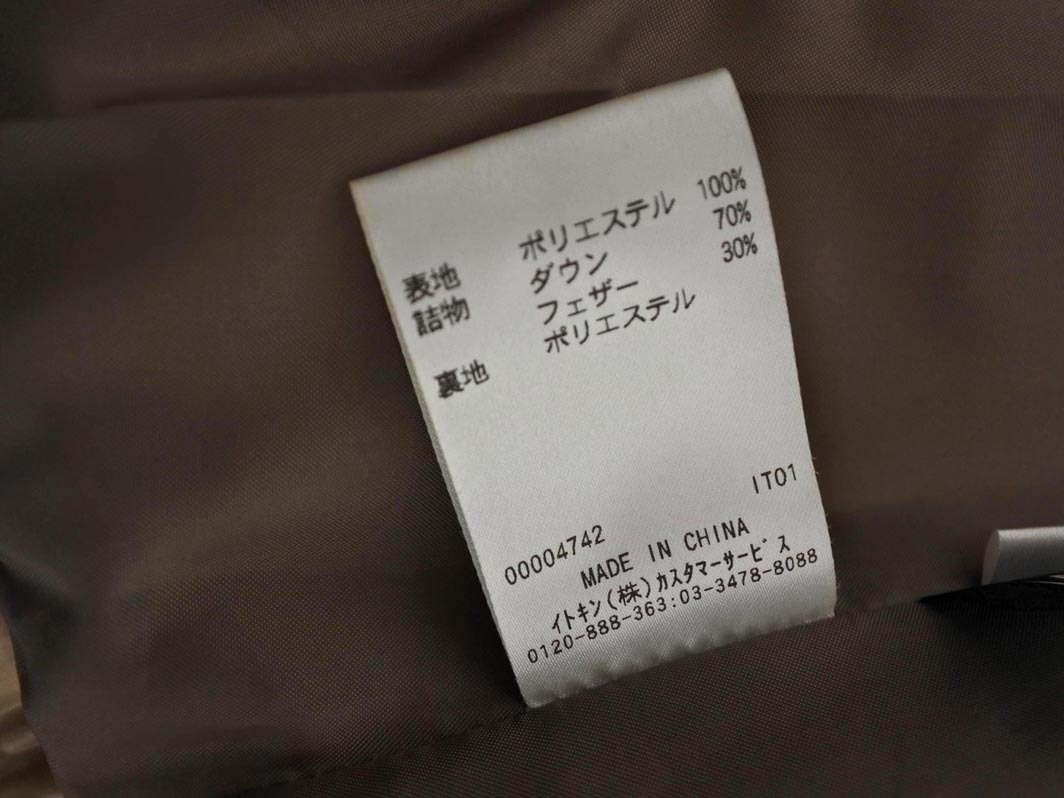 表地 ポリエステル 100%
詰物 ダウン 70%
フェザー 30%
裏地 ポリエステル
IT01
00004742
MADE IN CHINA
イトキン(株)カスタマーサービス
0120-888-363:03-3478-8088